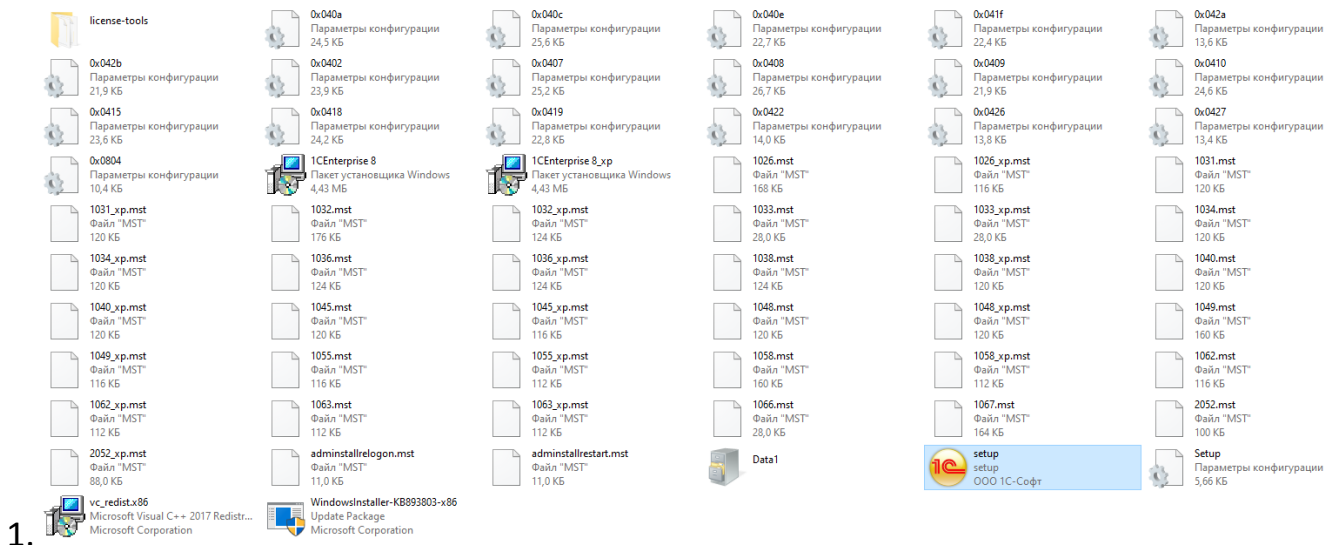 license-tools
0x040a
Параметры конфигурации
24,5 КБ
0x040c
Параметры конфигурации
25,6 КБ
0x040e
Параметры конфигурации
22,7 КБ
0x041f
Параметры конфигурации
22,4 КБ
0x042a
Параметры конфигурации
13,6 КБ
0x042b
Параметры конфигурации
21,9 КБ
0x0402
Параметры конфигурации
23,9 КБ
0x0407
Параметры конфигурации
25,2 КБ
0x0408
Параметры конфигурации
26,7 КБ
0x0409
Параметры конфигурации
21,9 КБ
0x0410
Параметры конфигурации
24,6 КБ
0x0415
Параметры конфигурации
23,6 КБ
0x0418
Параметры конфигурации
24,2 КБ
0x0419
Параметры конфигурации
22,8 КБ
0x0422
Параметры конфигурации
14,0 КБ
0x0426
Параметры конфигурации
13,8 КБ
0x0427
Параметры конфигурации
13,4 КБ
0x0804
Параметры конфигурации
10,4 КБ
1CEnterprise 8
Пакет установщика Windows
4,43 МБ
1CEnterprise 8_xp
Пакет установщика Windows
4,43 МБ
1026.mst
Файл "MST"
168 КБ
1026_xp.mst
Файл "MST"
116 КБ
1031.mst
Файл "MST"
120 КБ
1031_xp.mst
Файл "MST"
120 КБ
1032.mst
Файл "MST"
176 КБ
1032_xp.mst
Файл "MST"
124 КБ
1033.mst
Файл "MST"
28,0 КБ
1033_xp.mst
Файл "MST"
28,0 КБ
1034.mst
Файл "MST"
120 КБ
1034_xp.mst
Файл "MST"
120 КБ
1036.mst
Файл "MST"
124 КБ
1036_xp.mst
Файл "MST"
124 КБ
1038.mst
Файл "MST"
124 КБ
1038_xp.mst
Файл "MST"
120 КБ
1040.mst
Файл "MST"
120 КБ
1040_xp.mst
Файл "MST"
120 КБ
1045.mst
Файл "MST"
120 КБ
1045_xp.mst
Файл "MST"
116 КБ
1048.mst
Файл "MST"
120 КБ
1048_xp.mst
Файл "MST"
120 КБ
1049.mst
Файл "MST"
160 КБ
1049_xp.mst
Файл "MST"
116 КБ
1055.mst
Файл "MST"
116 КБ
1055_xp.mst
Файл "MST"
112 КБ
1058.mst
Файл "MST"
160 КБ
1058_xp.mst
Файл "MST"
112 КБ
1062.mst
Файл "MST"
116 КБ
1062_xp.mst
Файл "MST"
112 КБ
1063.mst
Файл "MST"
112 КБ
1063_xp.mst
Файл "MST"
112 КБ
1066.mst
Файл "MST"
28,0 КБ
1067.mst
Файл "MST"
164 КБ
2052.mst
Файл "MST"
100 КБ
2052_xp.mst
Файл "MST"
88,0 КБ
adminstallrelogon.mst
Файл "MST"
11,0 КБ
adminstallrestart.mst
Файл "MST"
11,0 КБ
Data1
1C
setup
setup
ООО 1С-Софт
Setup
Параметры конфигурации
5,66 КБ
1.
vc_redist.x86
Microsoft Visual C++ 2017 Redistr...
Microsoft Corporation
WindowsInstaller-KB893803-x86
Update Package
Microsoft Corporation